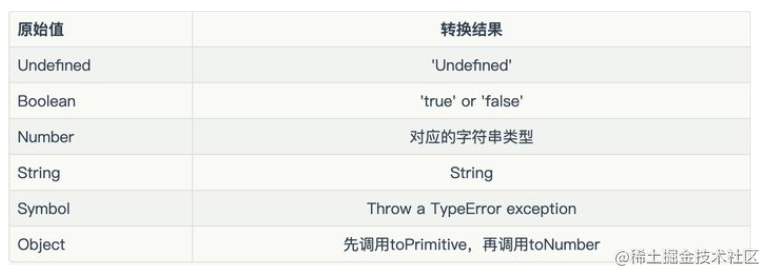 原始值 转换结果
Undefined 'Undefined'
Boolean 'true' or 'false'
Number 对应的字符串类型
String String
Symbol Throw a TypeError exception
Object 先调用toPrimitive，再调用toNumber
@稀土掘金技术社区